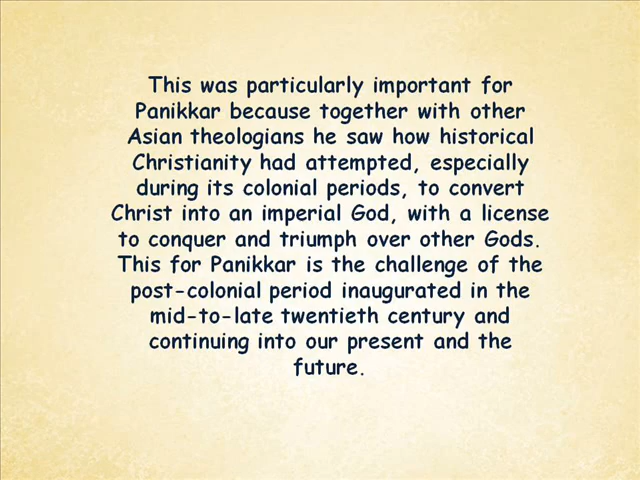 This was particularly important for
Panikkar because together with other
Asian theologians he saw how historical
Christianity had attempted, especially
during its colonial periods, to convert
Christ into an imperial God, with a license
to conquer and triumph over other Gods.
This for Panikkar is the challenge of the
post-colonial period inaugurated in the
mid-to-late twentieth century and
continuing into our present and the
future.